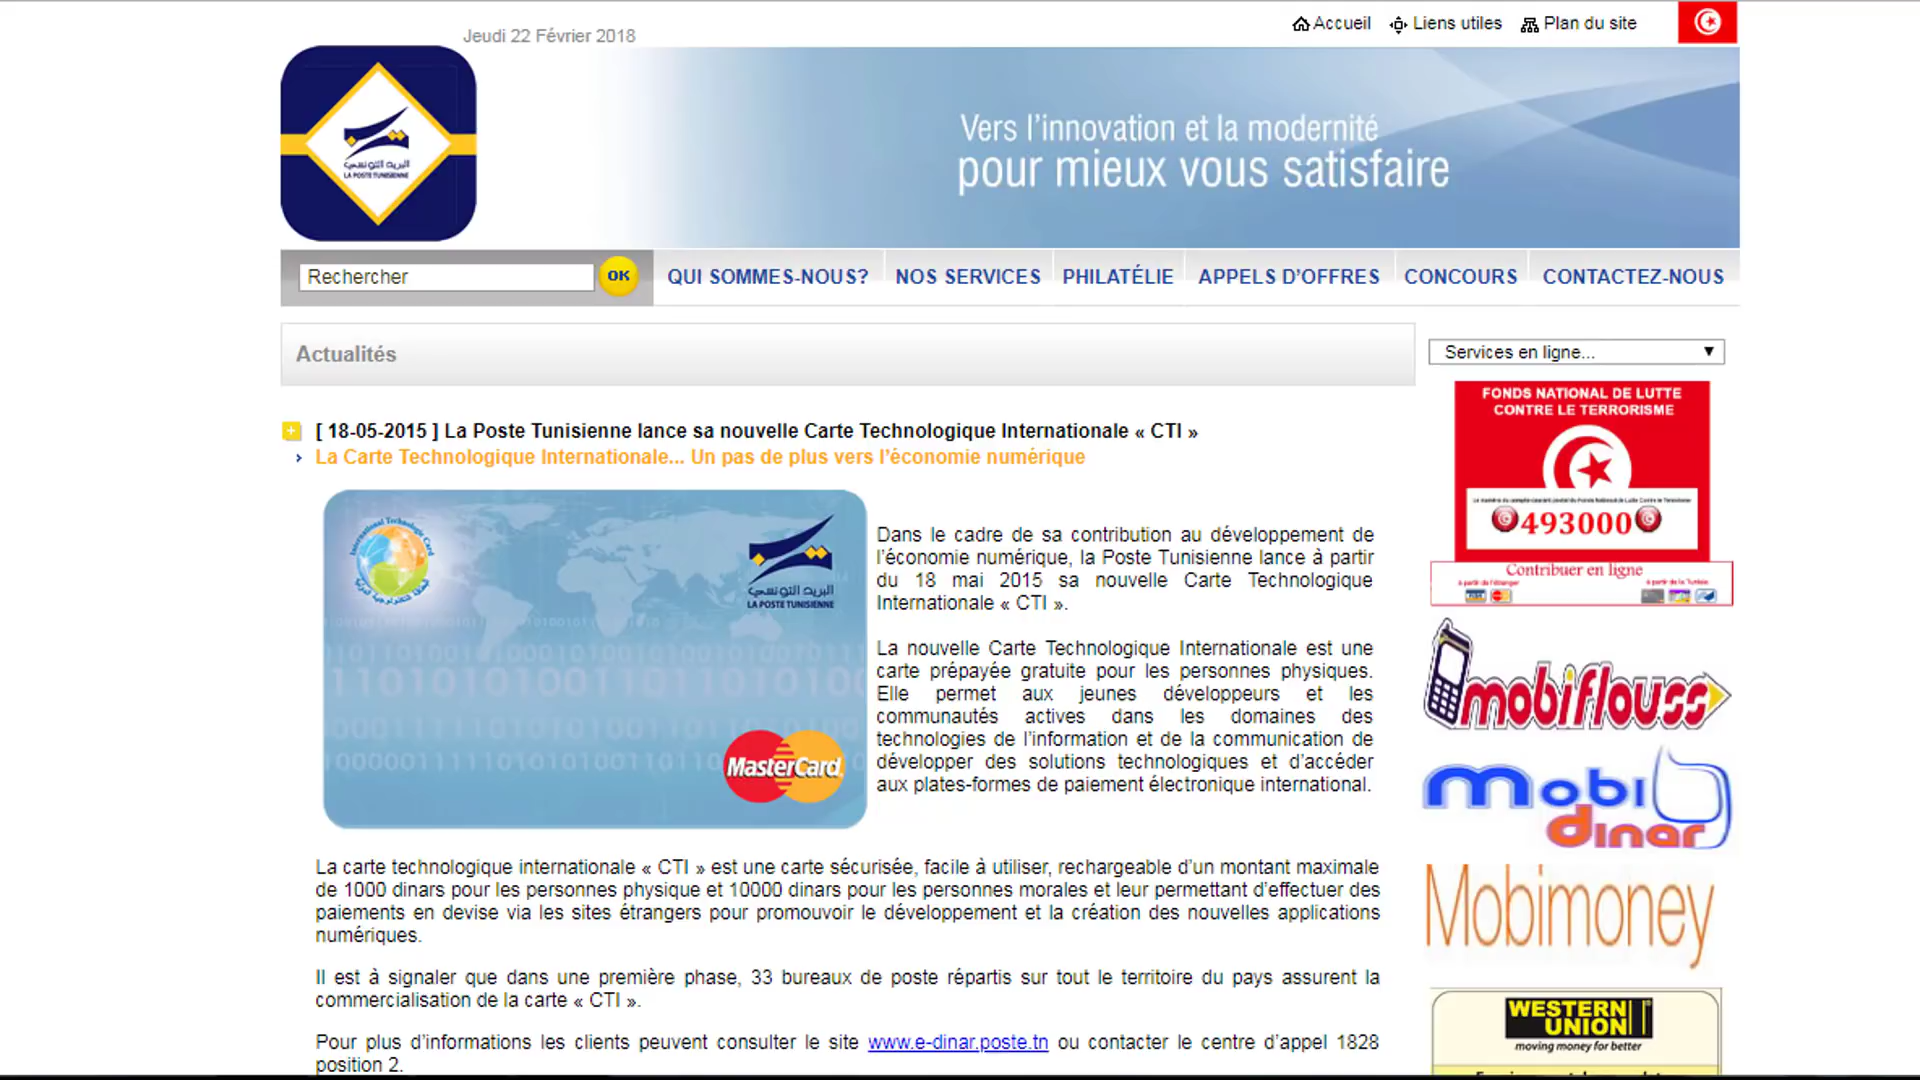 Jeudi 22 Février 2018
Accueil
Liens utiles
Plan du site
البريد التونسي
LA POSTE TUNISIENNE
Vers l'innovation et la modernité
pour mieux vous satisfaire
Rechercher
OK
QUI SOMMES-NOUS?
NOS SERVICES
PHILATÉLIE
APPELS D'OFFRES
CONCOURS
CONTACTEZ-NOUS
Actualités
Services en ligne...
[ 18-05-2015 ] La Poste Tunisienne lance sa nouvelle Carte Technologique Internationale « CTI »
La Carte Technologique Internationale... Un pas de plus vers l'économie numérique
International Technologic Card
البريد التونسي
LA POSTE TUNISIENNE
MasterCard
Dans le cadre de sa contribution au développement de
l'économie numérique, la Poste Tunisienne lance à partir
du 18 mai 2015 sa nouvelle Carte Technologique
Internationale « CTI ».
La nouvelle Carte Technologique Internationale est une
carte prépayée gratuite pour les personnes physiques.
Elle permet aux jeunes développeurs et les
communautés actives dans les domaines des
technologies de l'information et de la communication de
développer des solutions technologiques et d'accéder
aux plates-formes de paiement électronique international.
La carte technologique internationale « CTI » est une carte sécurisée, facile à utiliser, rechargeable d'un montant maximale
de 1000 dinars pour les personnes physique et 10000 dinars pour les personnes morales et leur permettant d'effectuer des
paiements en devise via les sites étrangers pour promouvoir le développement et la création des nouvelles applications
numériques.
Il est à signaler que dans une première phase, 33 bureaux de poste répartis sur tout le territoire du pays assurent la
commercialisation de la carte « CTI ».
Pour plus d'informations les clients peuvent consulter le site www.e-dinar.poste.tn ou contacter le centre d'appel 1828
position 2.
FONDS NATIONAL DE LUTTE
CONTRE LE TERRORISME
493000
Contribuer en ligne
à partir de l'étranger
à partir de la Tunisie
mobiflouss
Mobi
dinar
Mobimoney
WESTERN
UNION
moving money for better